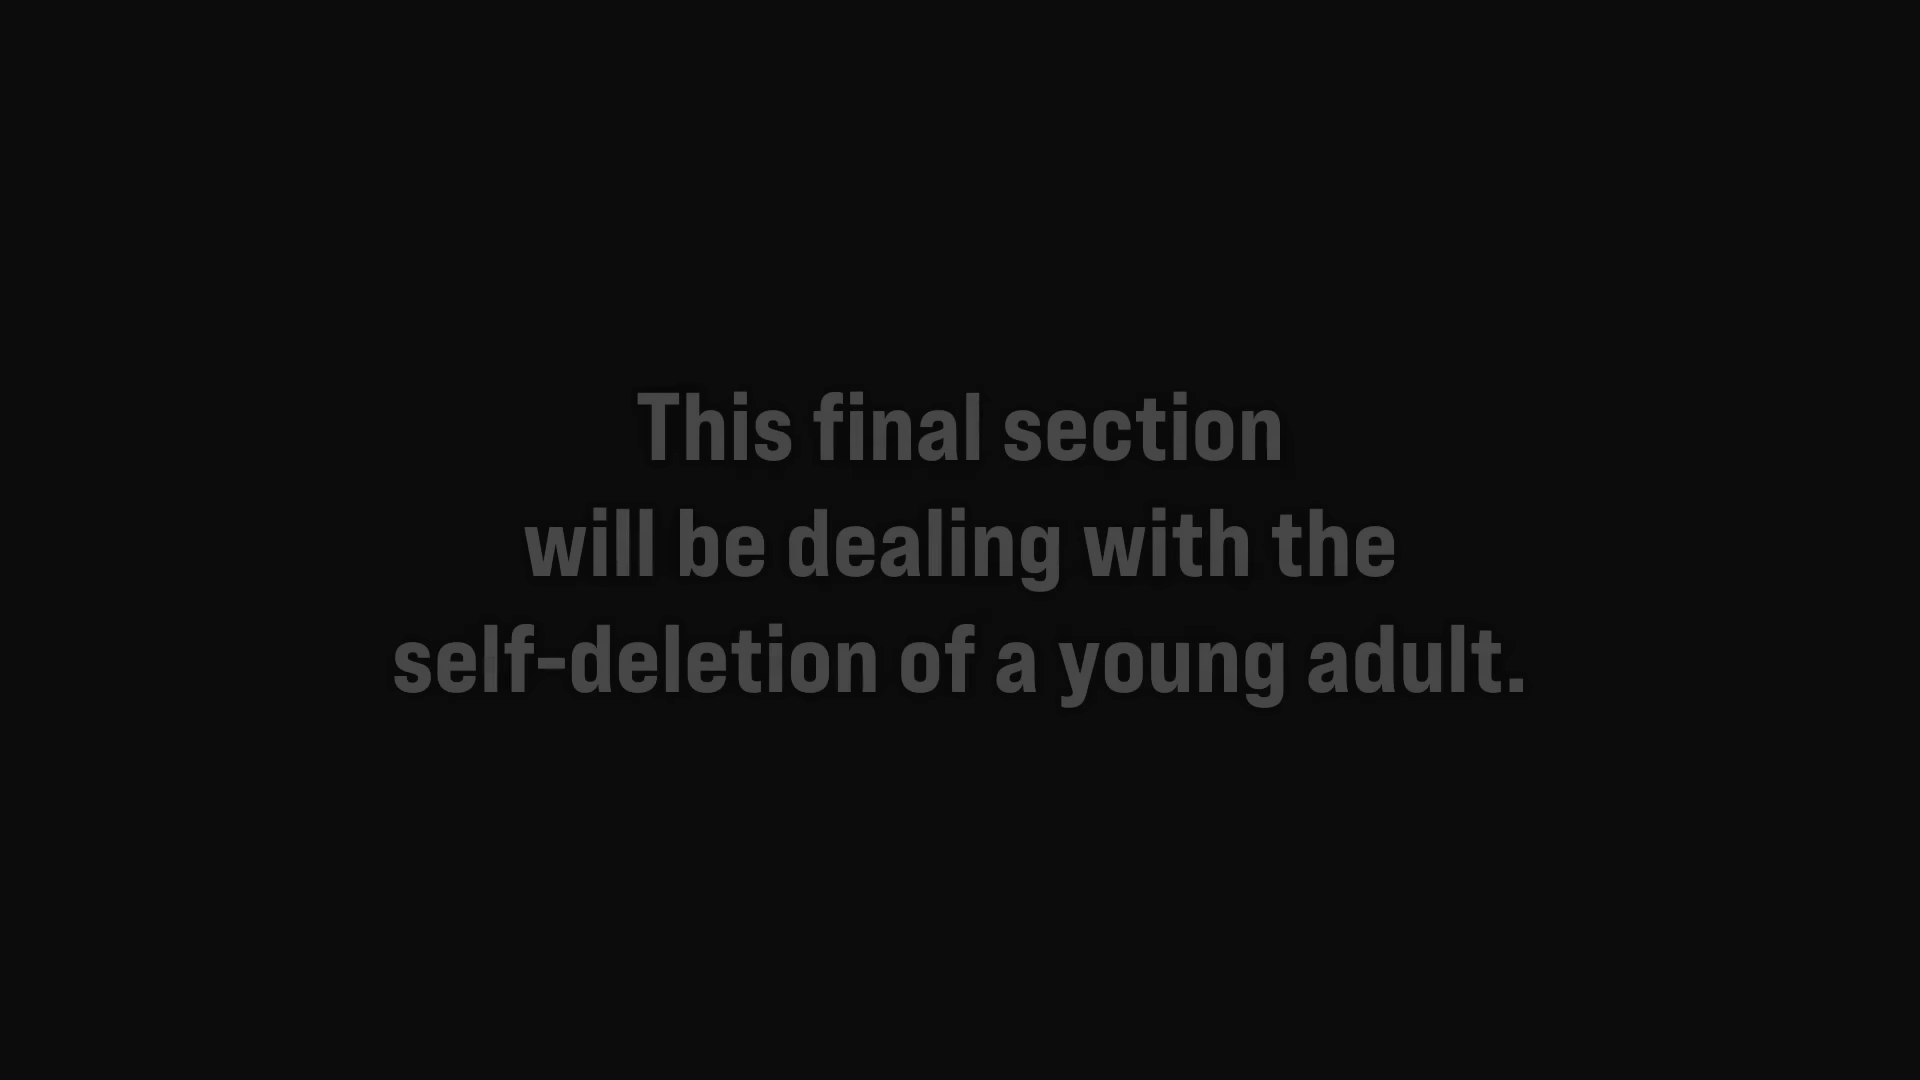 This final section
will be dealing with the
self-deletion of a young adult.